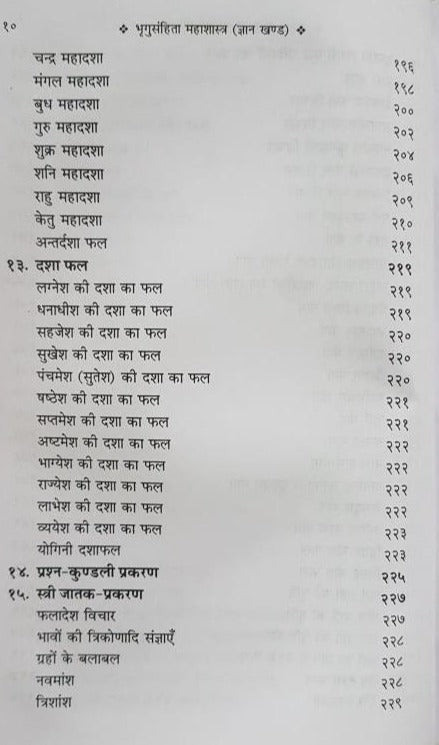 १० ❖ भृगुसंहिता महाशास्त्र (ज्ञान खण्ड) ❖
चन्द्र महादशा १९६
मंगल महादशा १९८
बुध महादशा २००
गुरु महादशा २०२
शुक्र महादशा २०४
शनि महादशा २०६
राहु महादशा २०९
केतु महादशा २१०
अन्तर्दशा फल २११
१३. दशा फल २१९
लग्नेश की दशा का फल २१९
धनाधीश की दशा का फल २१९
सहजेश की दशा का फल २२०
सुखेश की दशा का फल २२०
पंचमेश (सुतेश) की दशा का फल २२०
षष्ठेश की दशा का फल २२१
सप्तमेश की दशा का फल २२१
अष्टमेश की दशा का फल २२२
भाग्येश की दशा का फल २२२
राज्येश की दशा का फल २२२
लाभेश की दशा का फल २२२
व्ययेश की दशा का फल २२३
योगिनी दशाफल २२३
१४. प्रश्न-कुण्डली प्रकरण २२५
१५. स्त्री जातक-प्रकरण २२७
फलादेश विचार २२७
भावों की त्रिकोणादि संज्ञाएँ २२८
ग्रहों के बलाबल २२८
नवमांश २२८
त्रिशांश २२९